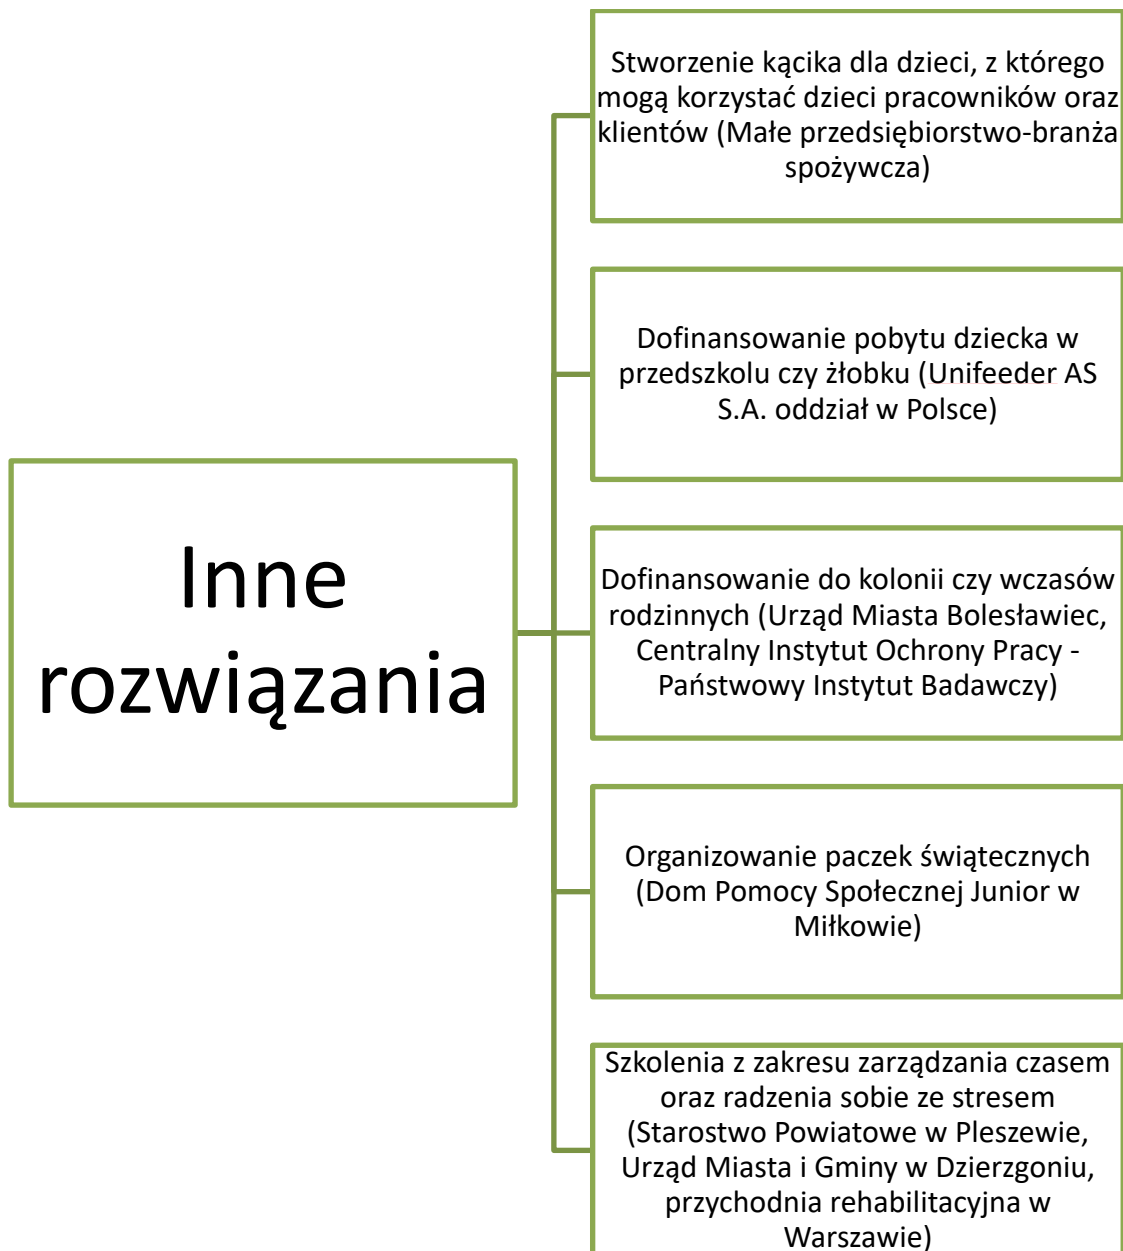 Inne
rozwiązania
Stworzenie kącika dla dzieci, z którego
mogą korzystać dzieci pracowników oraz
klientów (Małe przedsiębiorstwo-branża
spożywcza)
Dofinansowanie pobytu dziecka w
przedszkolu czy żłobku (Unifeeder AS
S.A. oddział w Polsce)
Dofinansowanie do kolonii czy wczasów
rodzinnych (Urząd Miasta Bolesławiec,
Centralny Instytut Ochrony Pracy -
Państwowy Instytut Badawczy)
Organizowanie paczek świątecznych
(Dom Pomocy Społecznej Junior w
Miłkowie)
Szkolenia z zakresu zarządzania czasem
oraz radzenia sobie ze stresem
(Starostwo Powiatowe w Pleszewie,
Urząd Miasta i Gminy w Dzierzgoniu,
przychodnia rehabilitacyjna w
Warszawie)